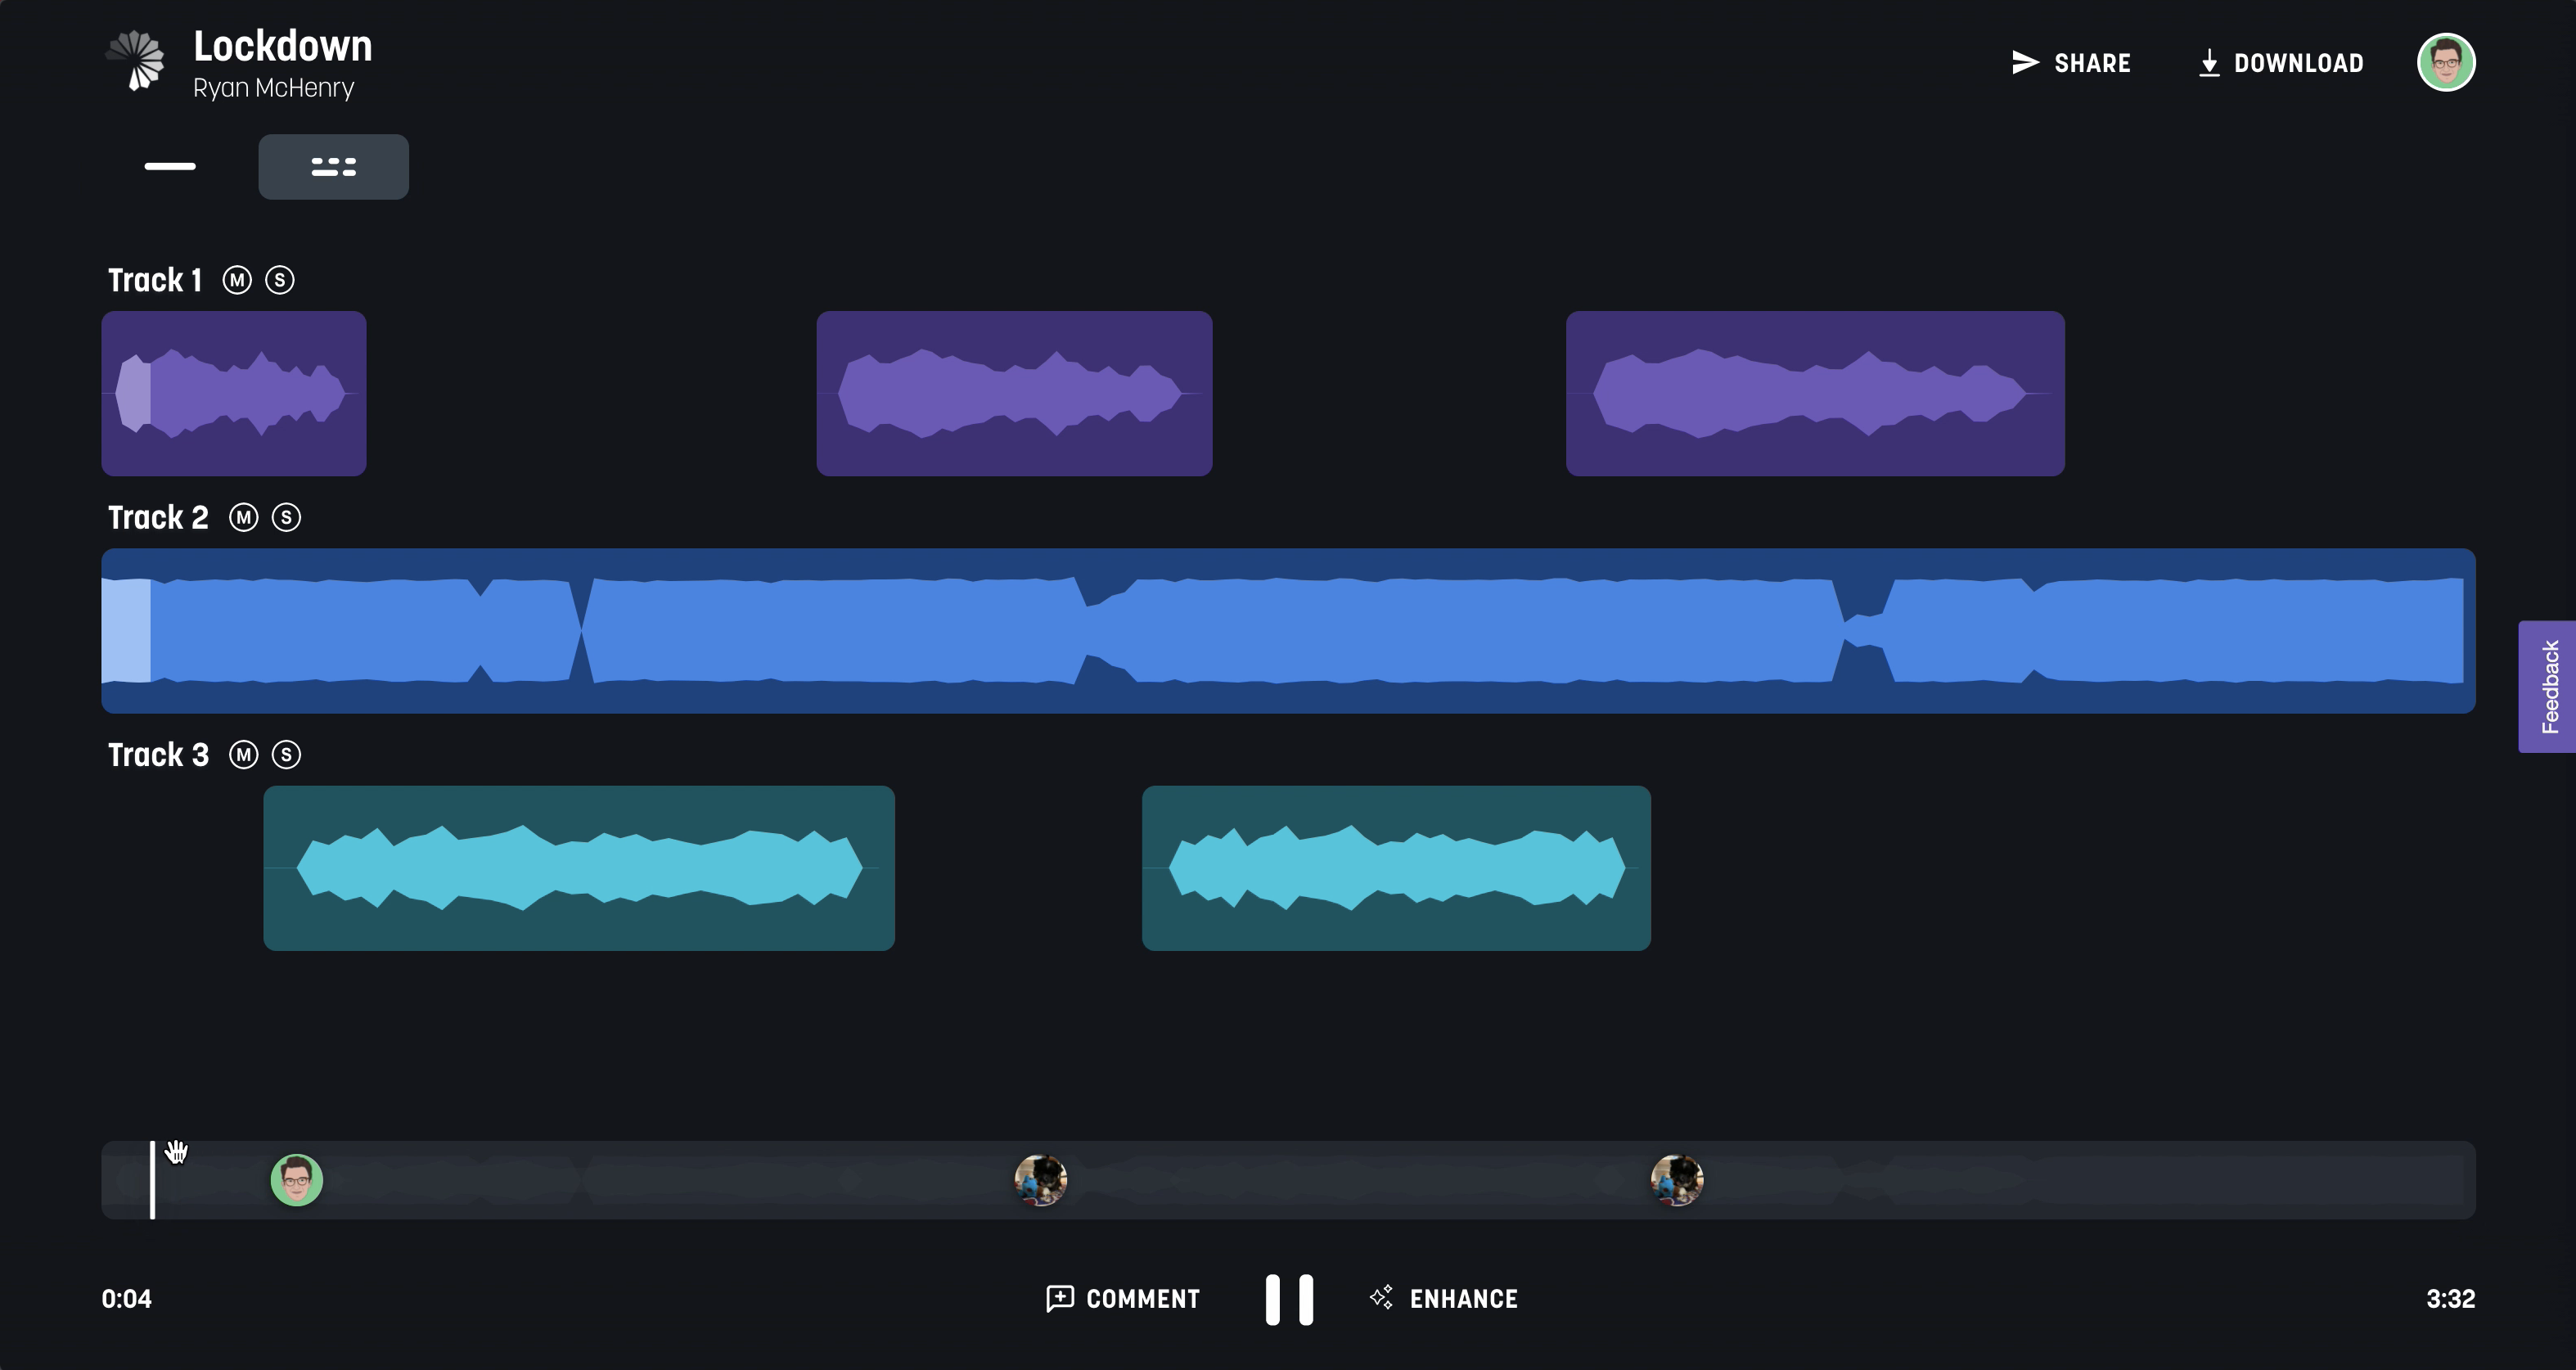 Lockdown
Ryan McHenry
SHARE
DOWNLOAD
Track 1 M S
Track 2 M S
Track 3 M S
Feedback
0:04
COMMENT
ENHANCE
3:32